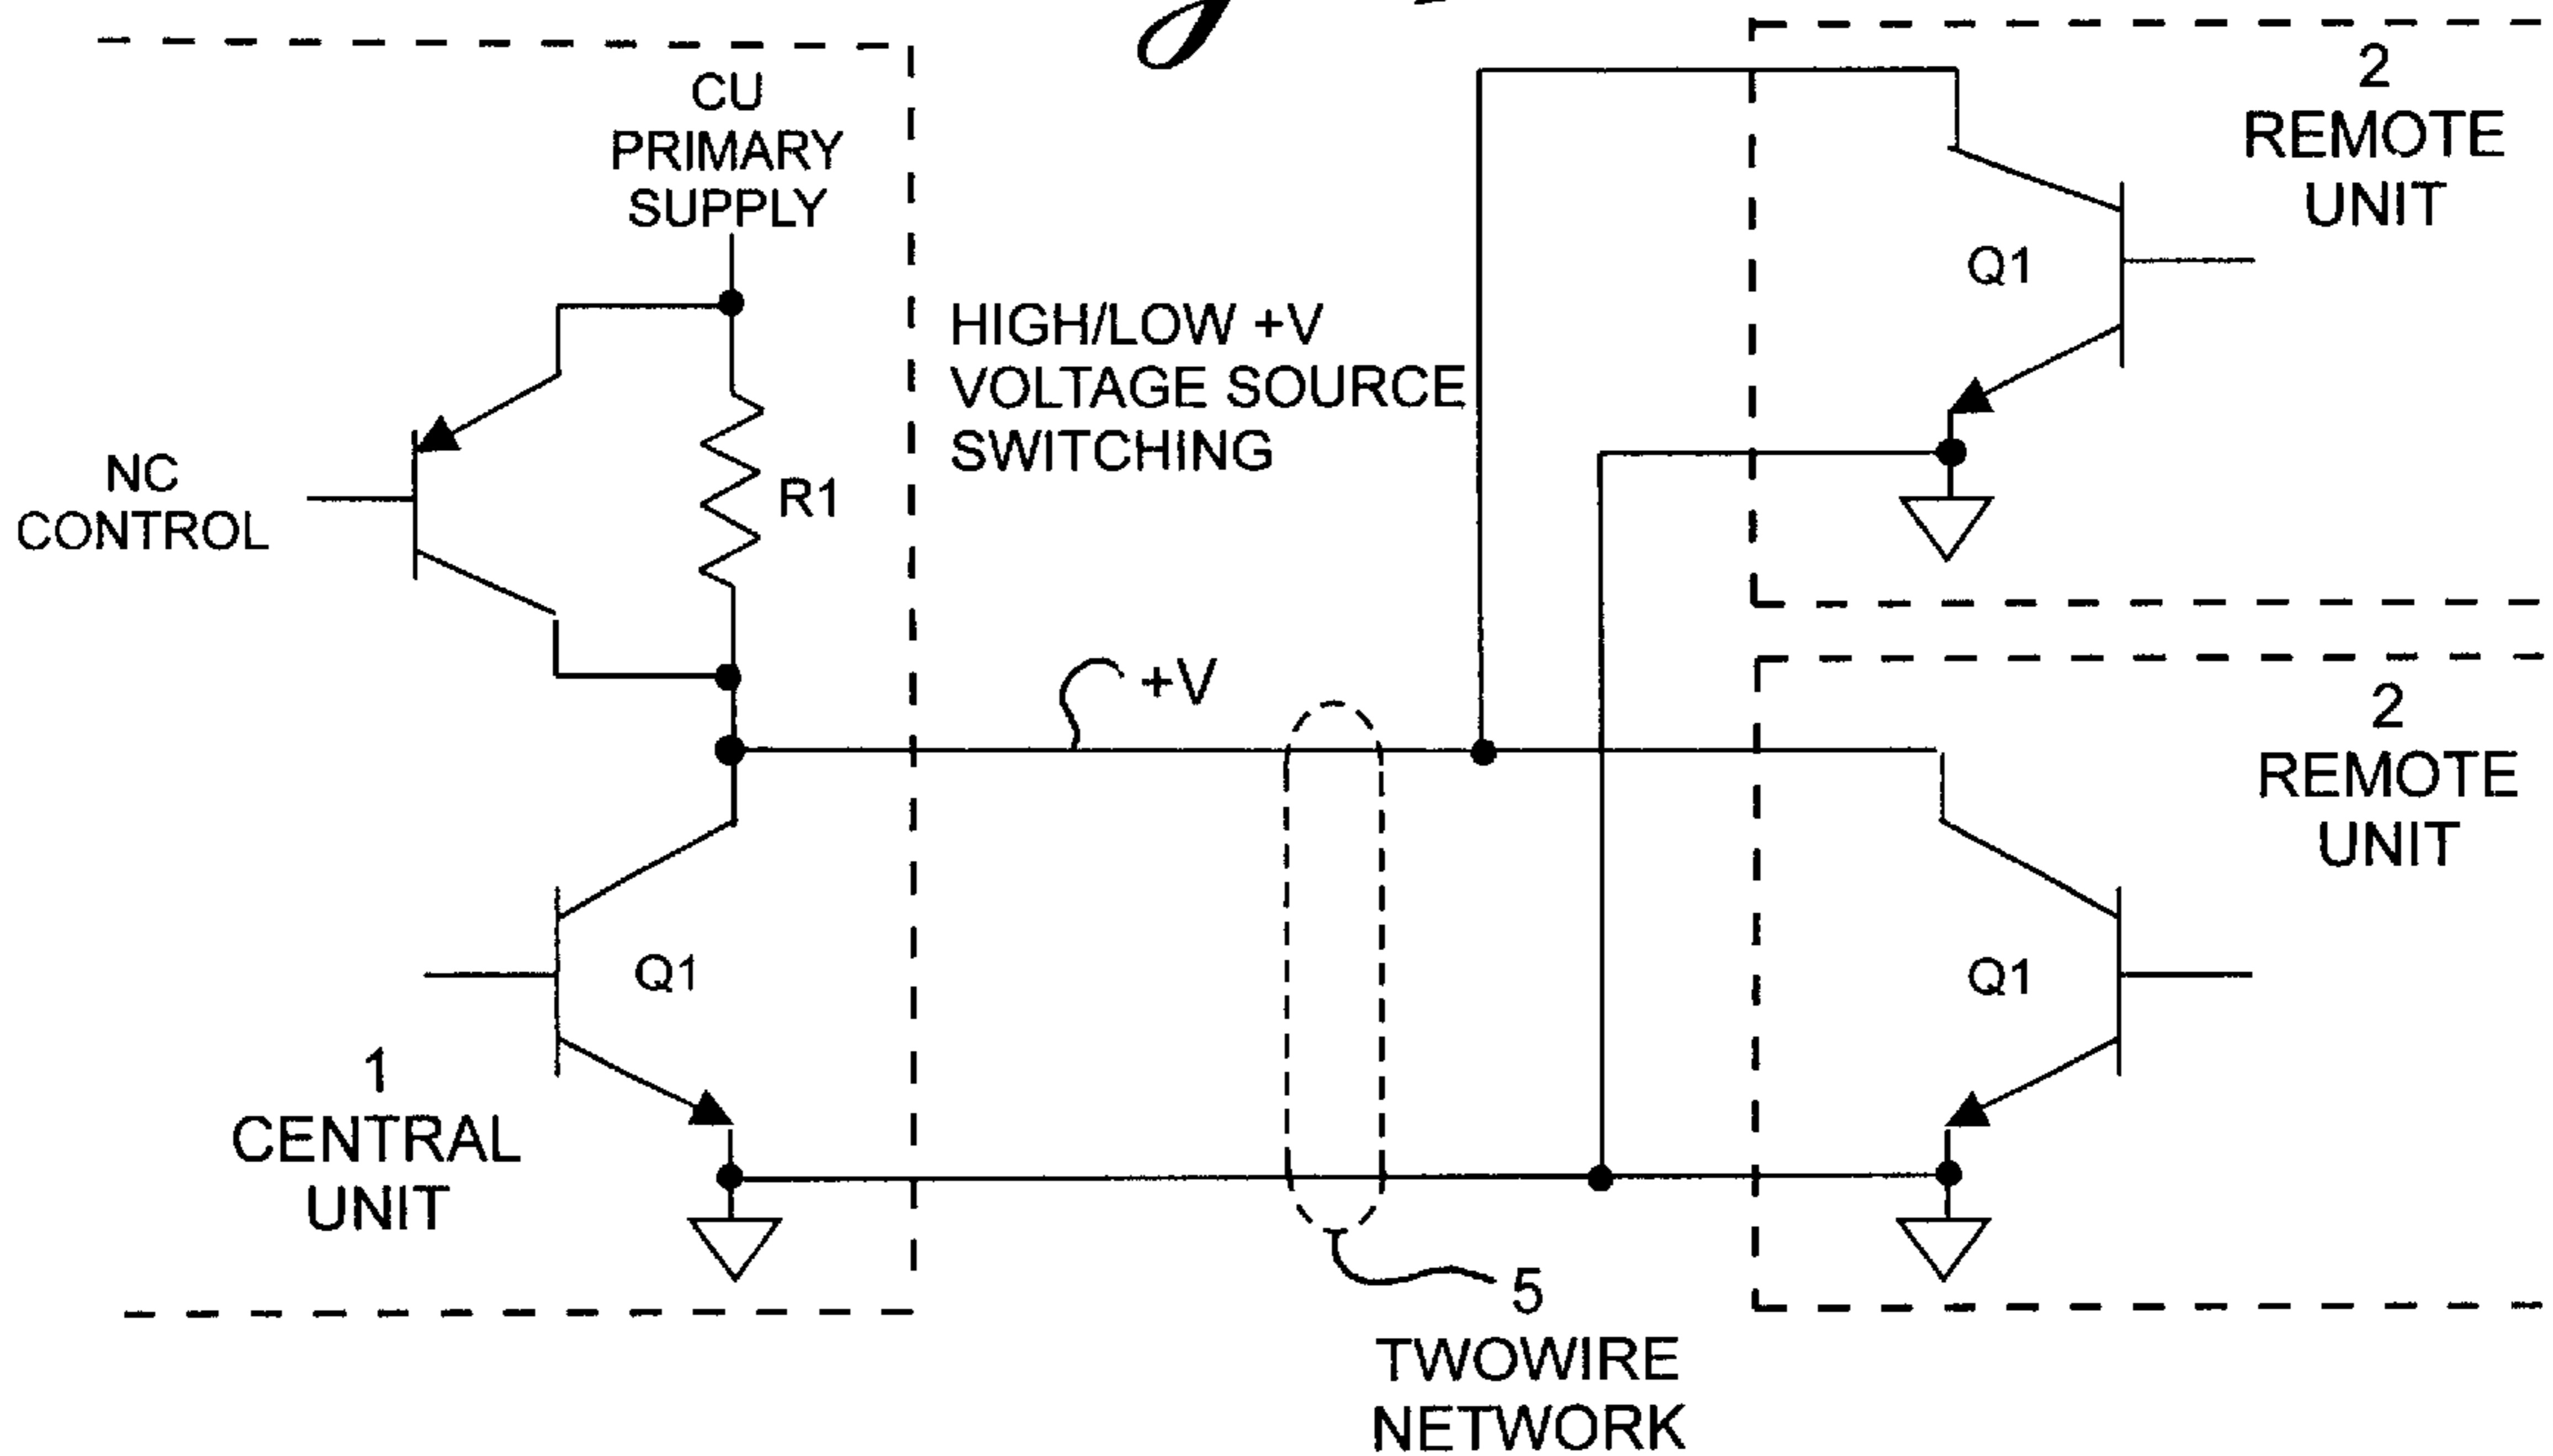 CU
PRIMARY
SUPPLY
NC
CONTROL
R1
HIGH/LOW +V
VOLTAGE SOURCE
SWITCHING
+V
Q1
1
CENTRAL
UNIT
2
REMOTE
UNIT
Q1
2
REMOTE
UNIT
Q1
5
TWOWIRE
NETWORK